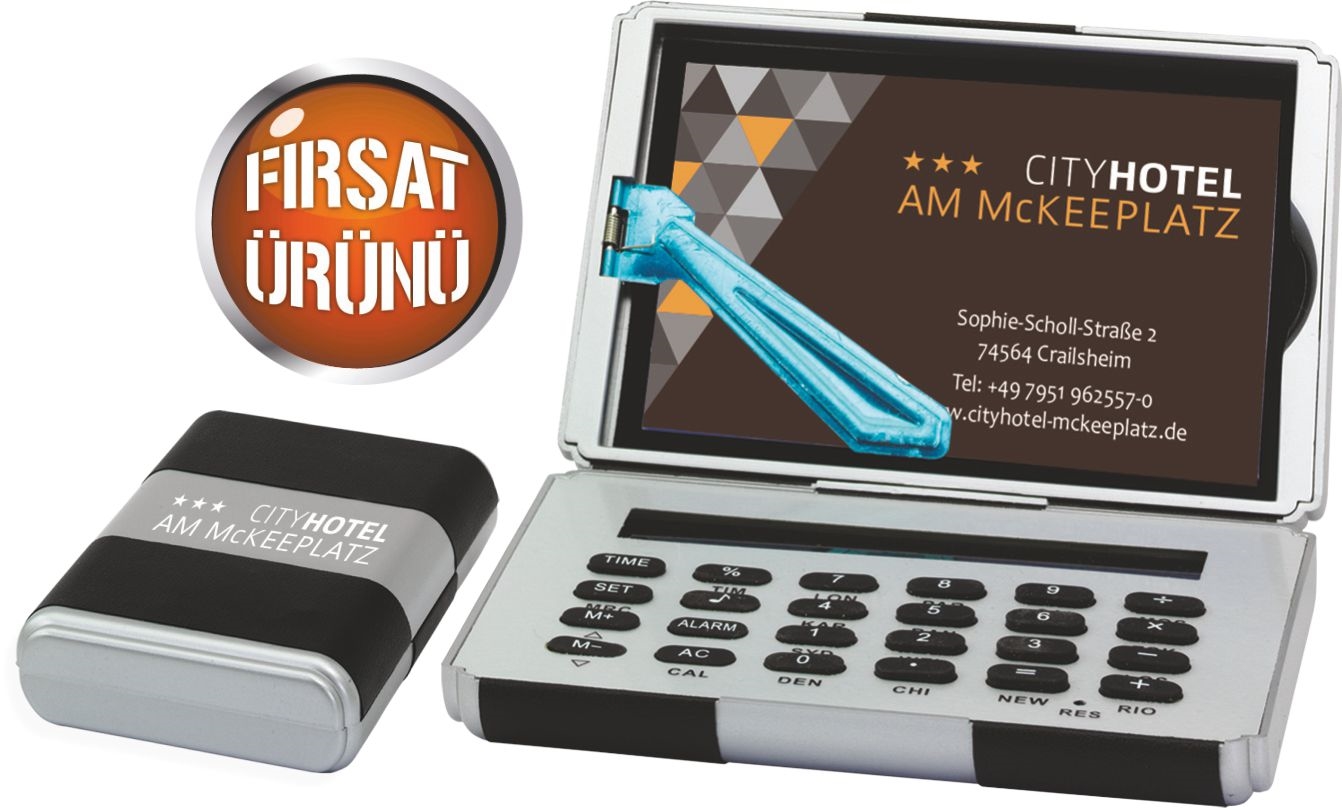 FIRSAT
ÜRÜNÜ
★★★ CITYHOTEL
AM McKEEPLATZ
Sophie-Scholl-Straße 2
74564 Crailsheim
Tel: +49 7951 962557-0
w.cityhotel-mckeeplatz.de
★★★ CITYHOTEL
AM McKEEPLATZ
TIME % 7 8 9 ÷
SET ♪ 4 5 6 ×
M+ ALARM 1 2 3 −
M− AC 0 . = +
CAL DEN CHI NEW RES RIO